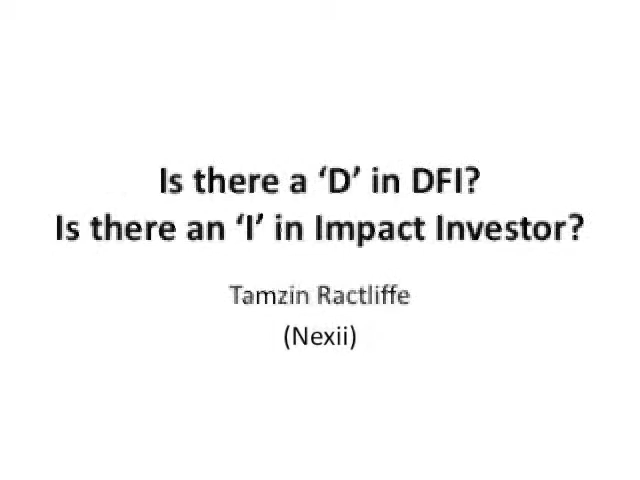 Is there a ‘D’ in DFI?
Is there an ‘I’ in Impact Investor?
Tamzin Ractliffe
(Nexii)